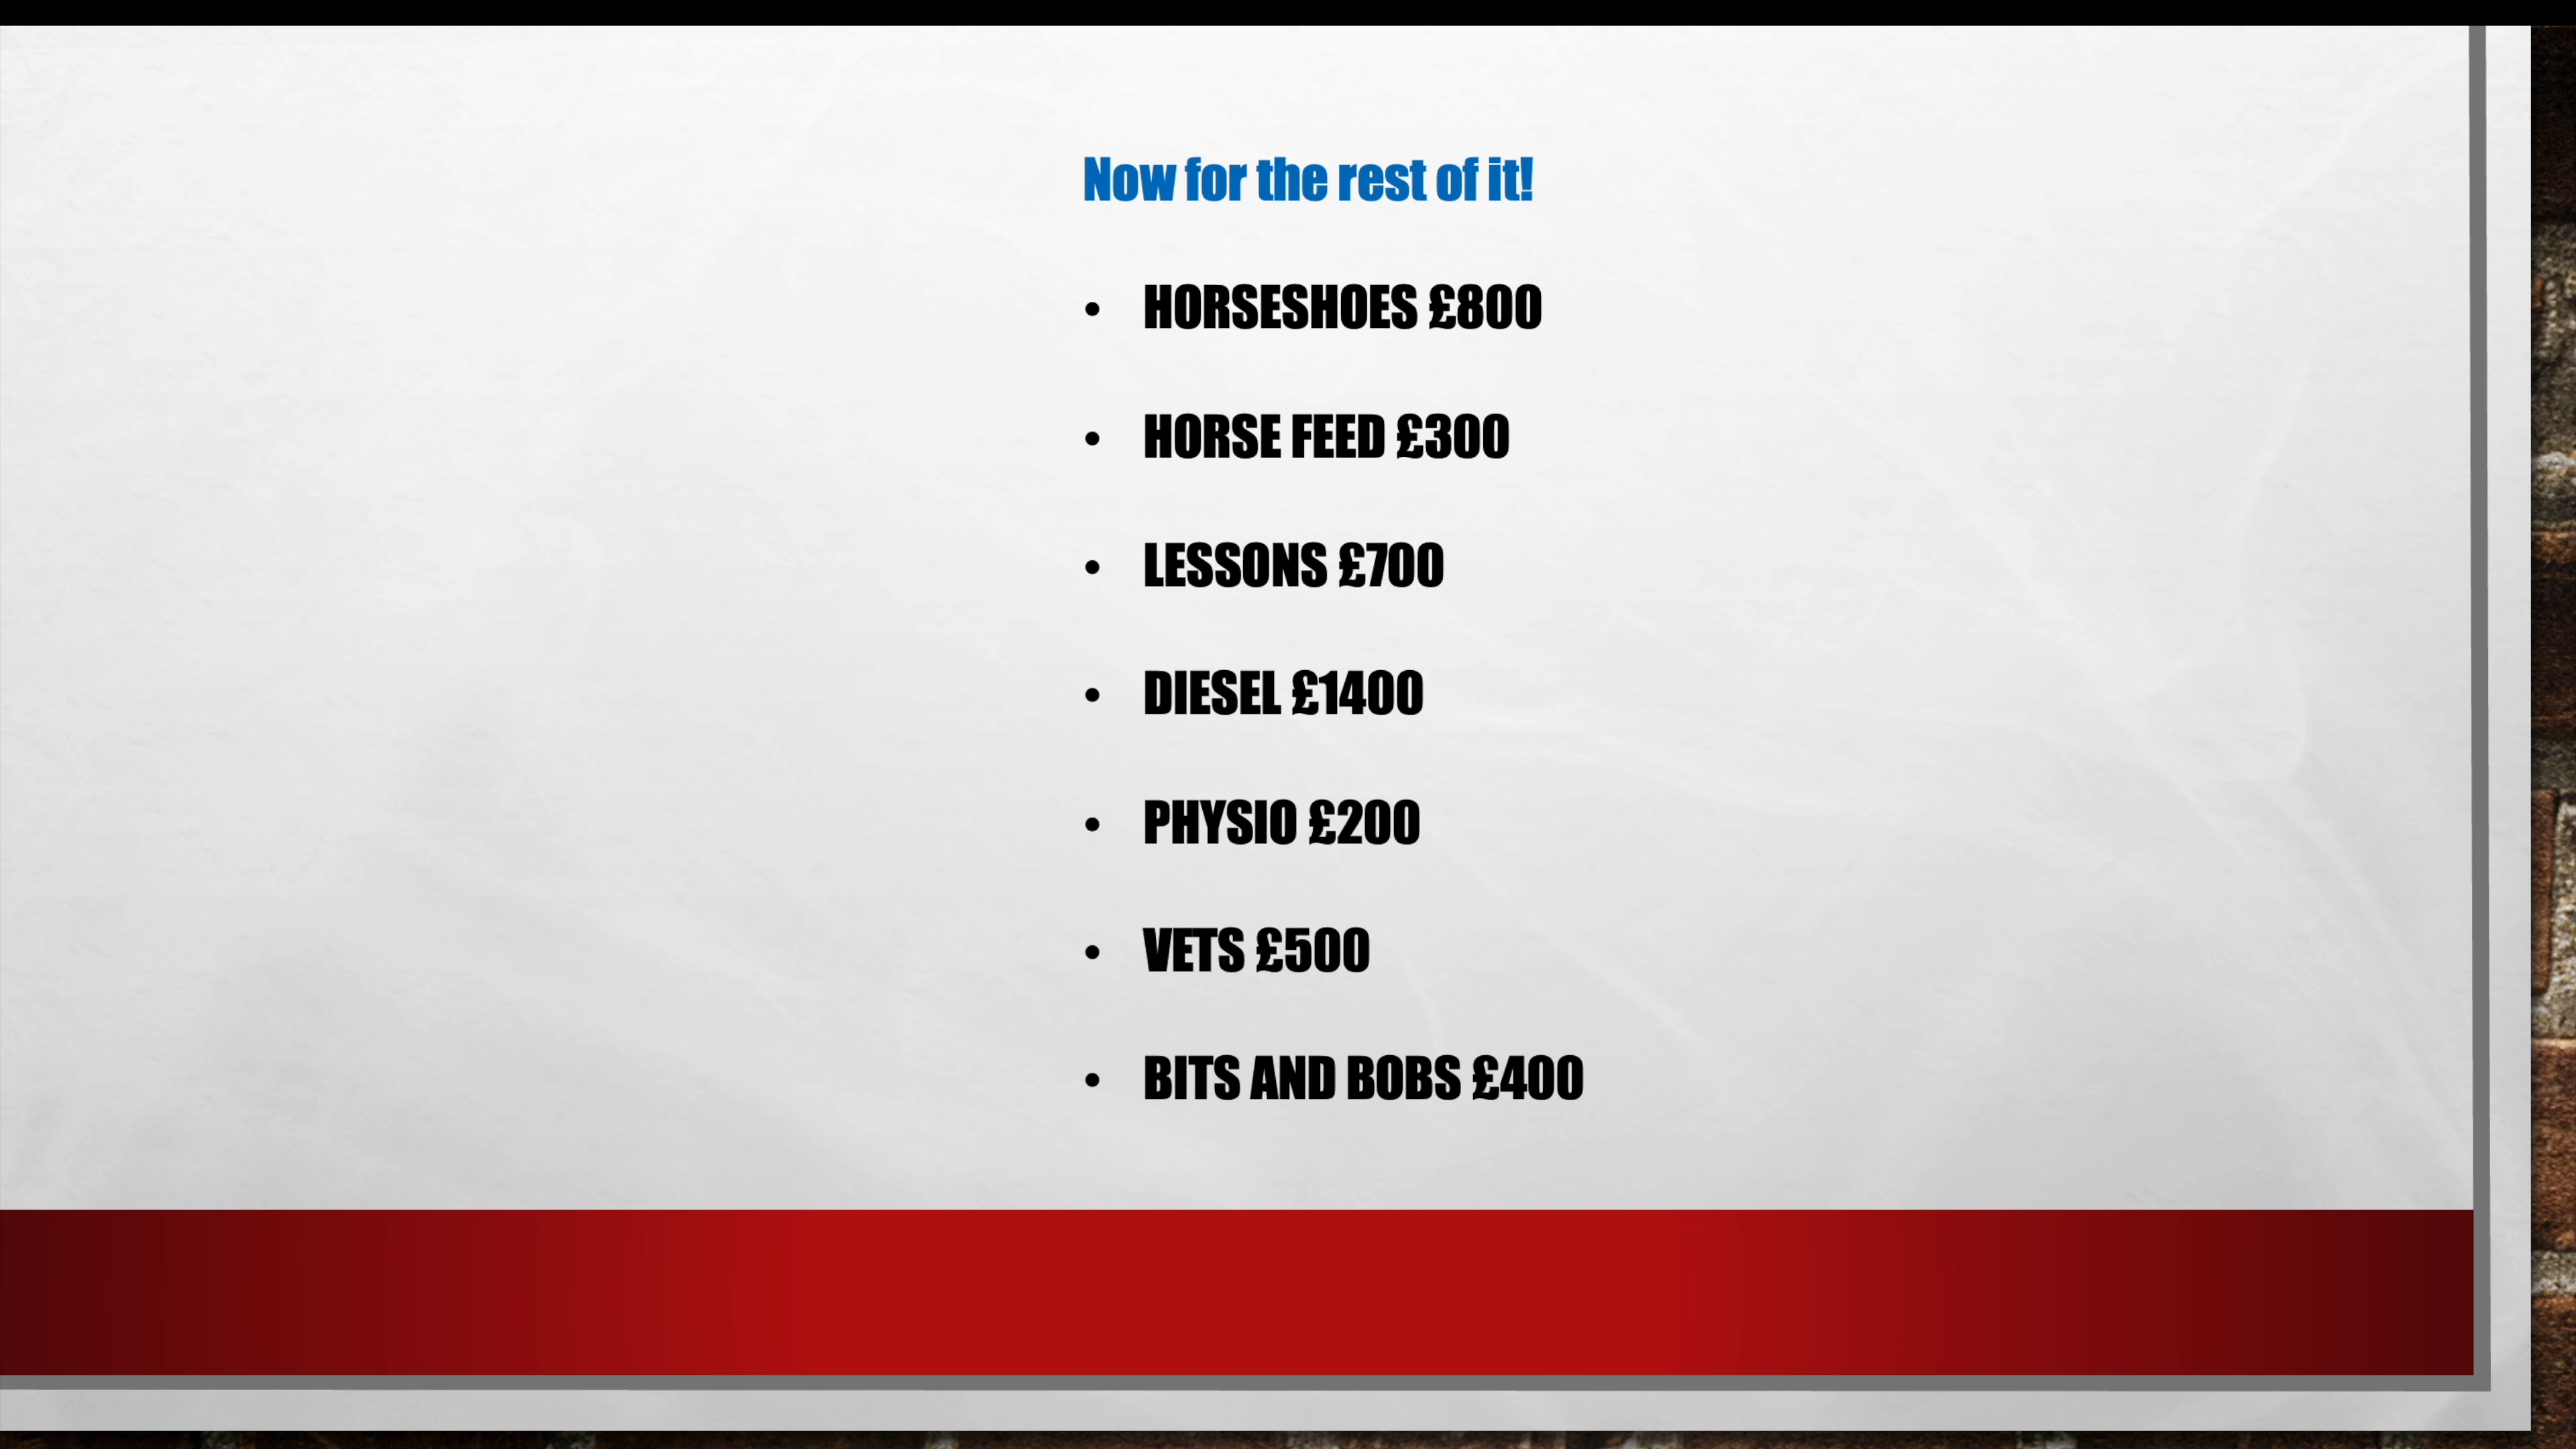 Now for the rest of it!
• HORSESHOES £800
• HORSE FEED £300
• LESSONS £700
• DIESEL £1400
• PHYSIO £200
• VETS £500
• BITS AND BOBS £400